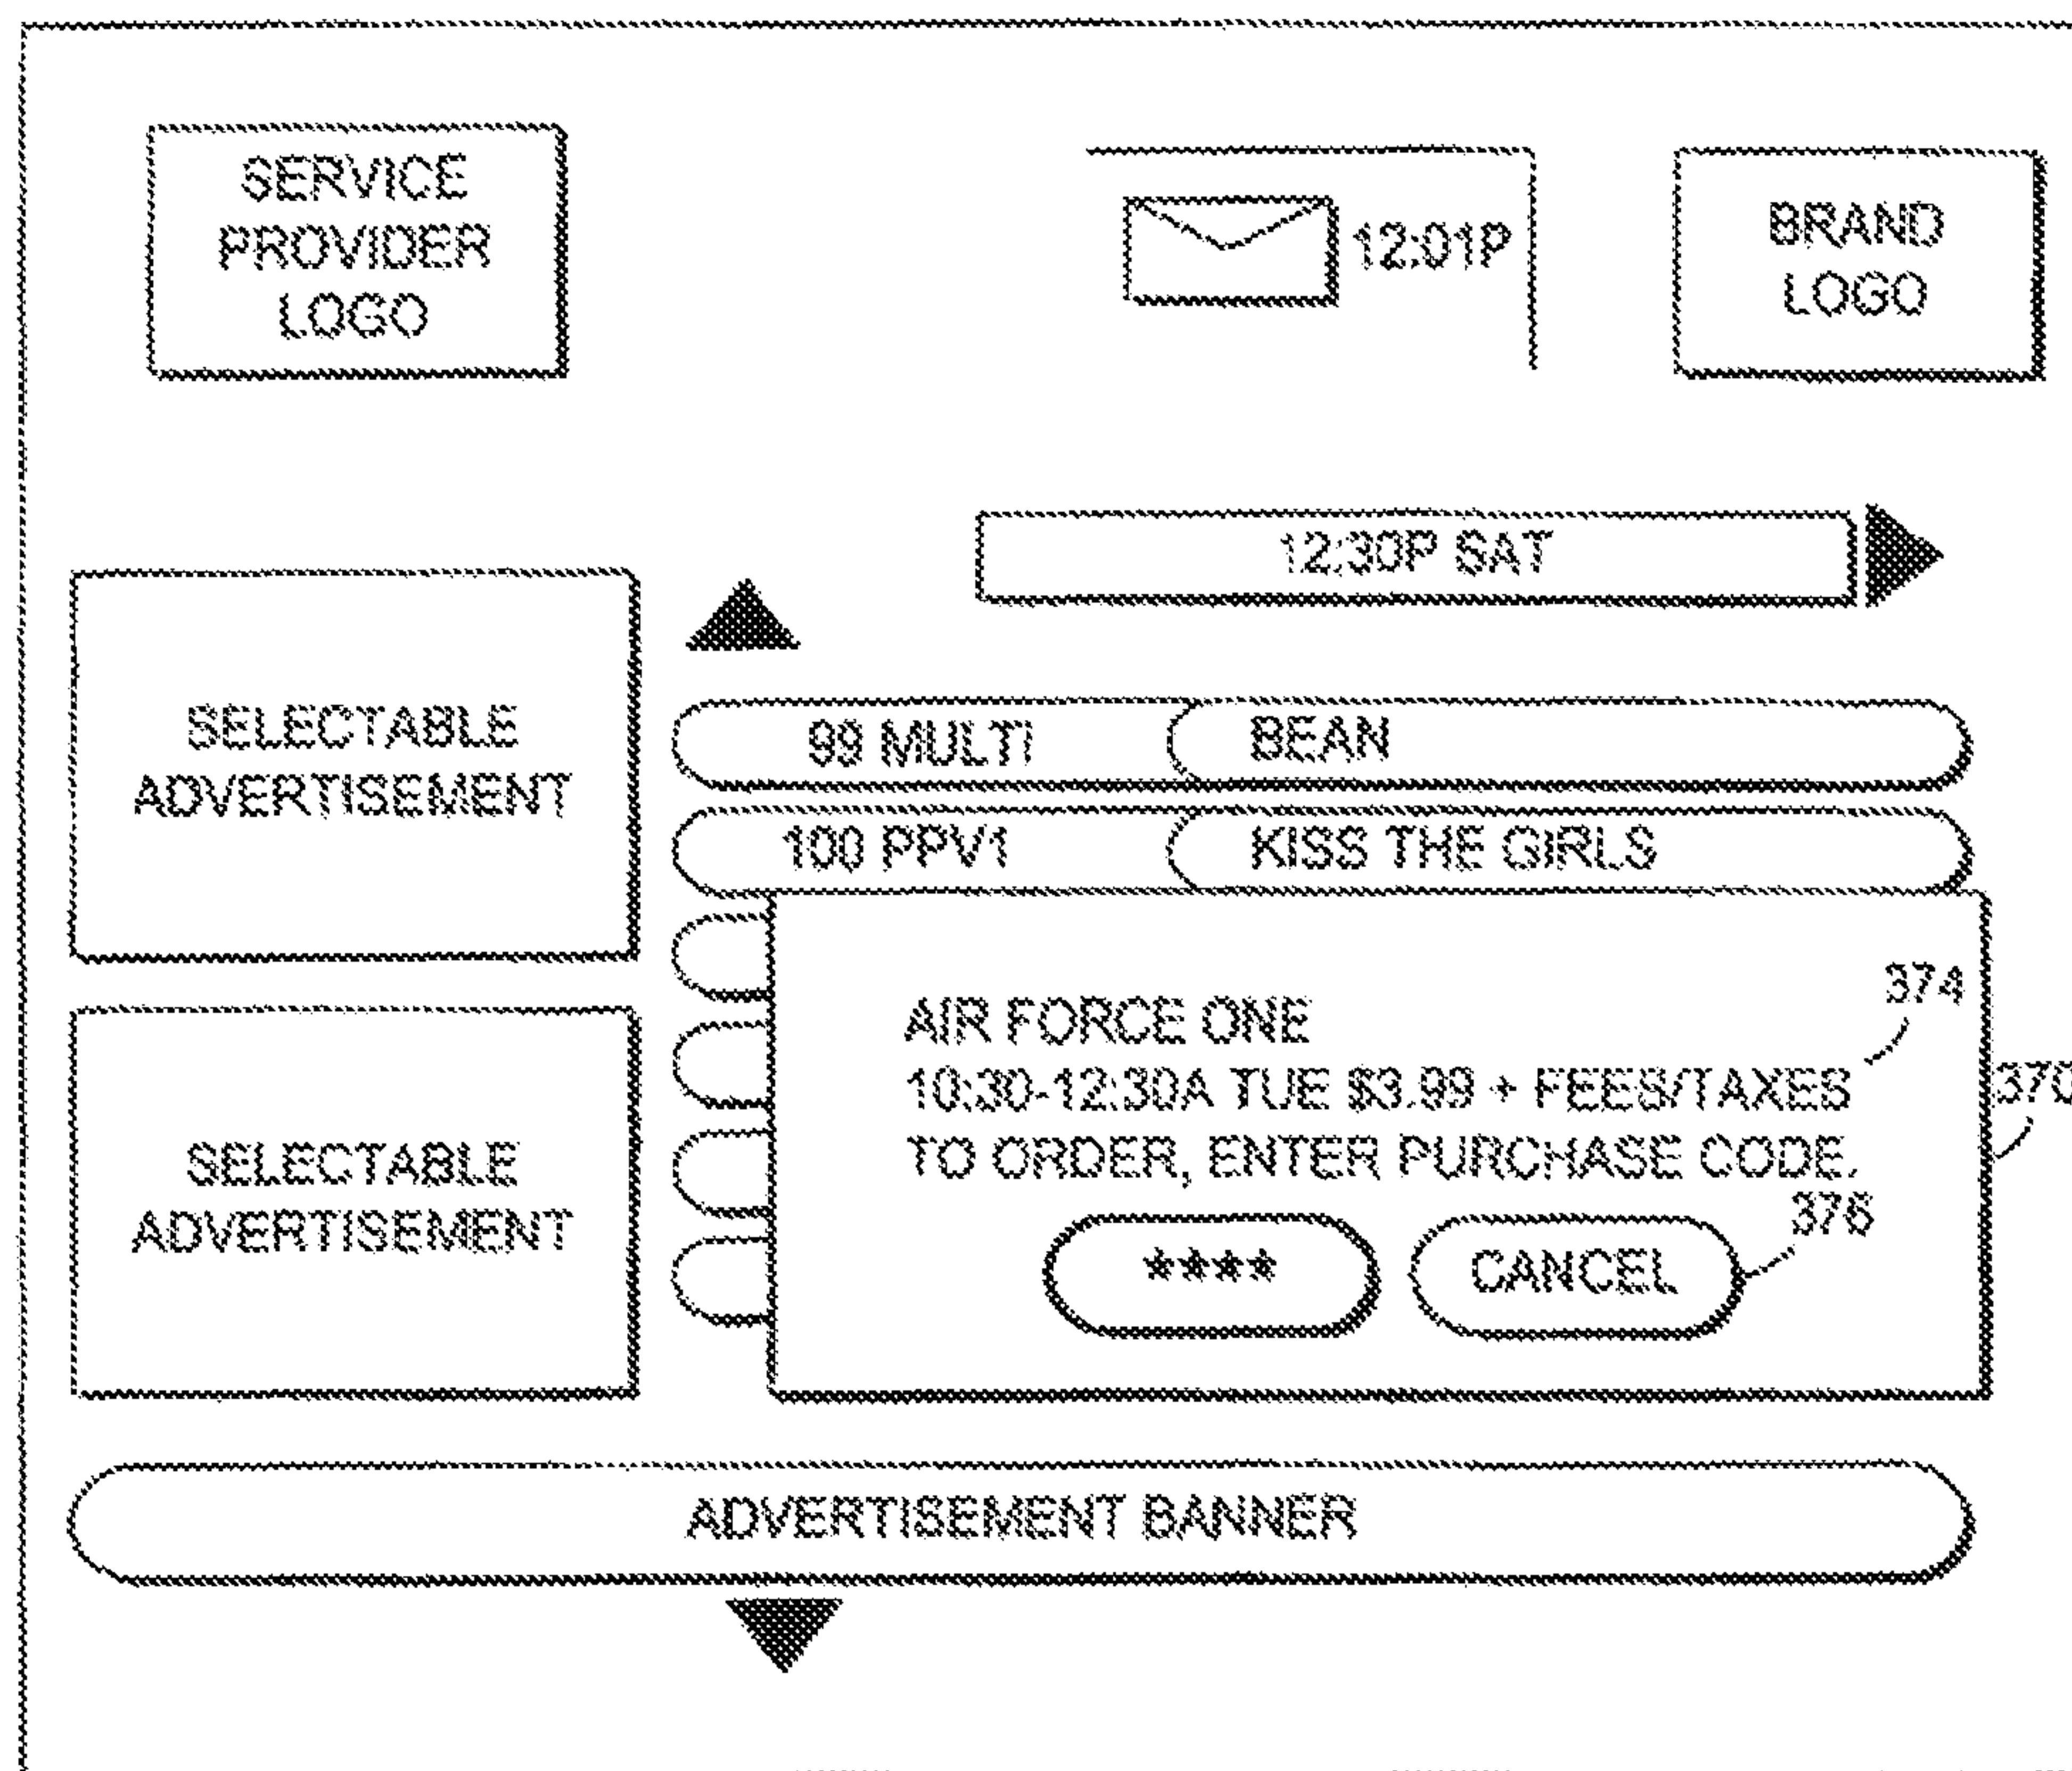 SERVICE
PROVIDER
LOGO
12:01P
BRAND
LOGO
12:30P SAT
SELECTABLE
ADVERTISEMENT
99 MULTI
BEAN
100 PPV1
KISS THE GIRLS
374
AIR FORCE ONE
10:30-12:30A TUE $3.99 + FEES/TAXES
370
TO ORDER, ENTER PURCHASE CODE.
376
****
CANCEL
SELECTABLE
ADVERTISEMENT
ADVERTISEMENT BANNER